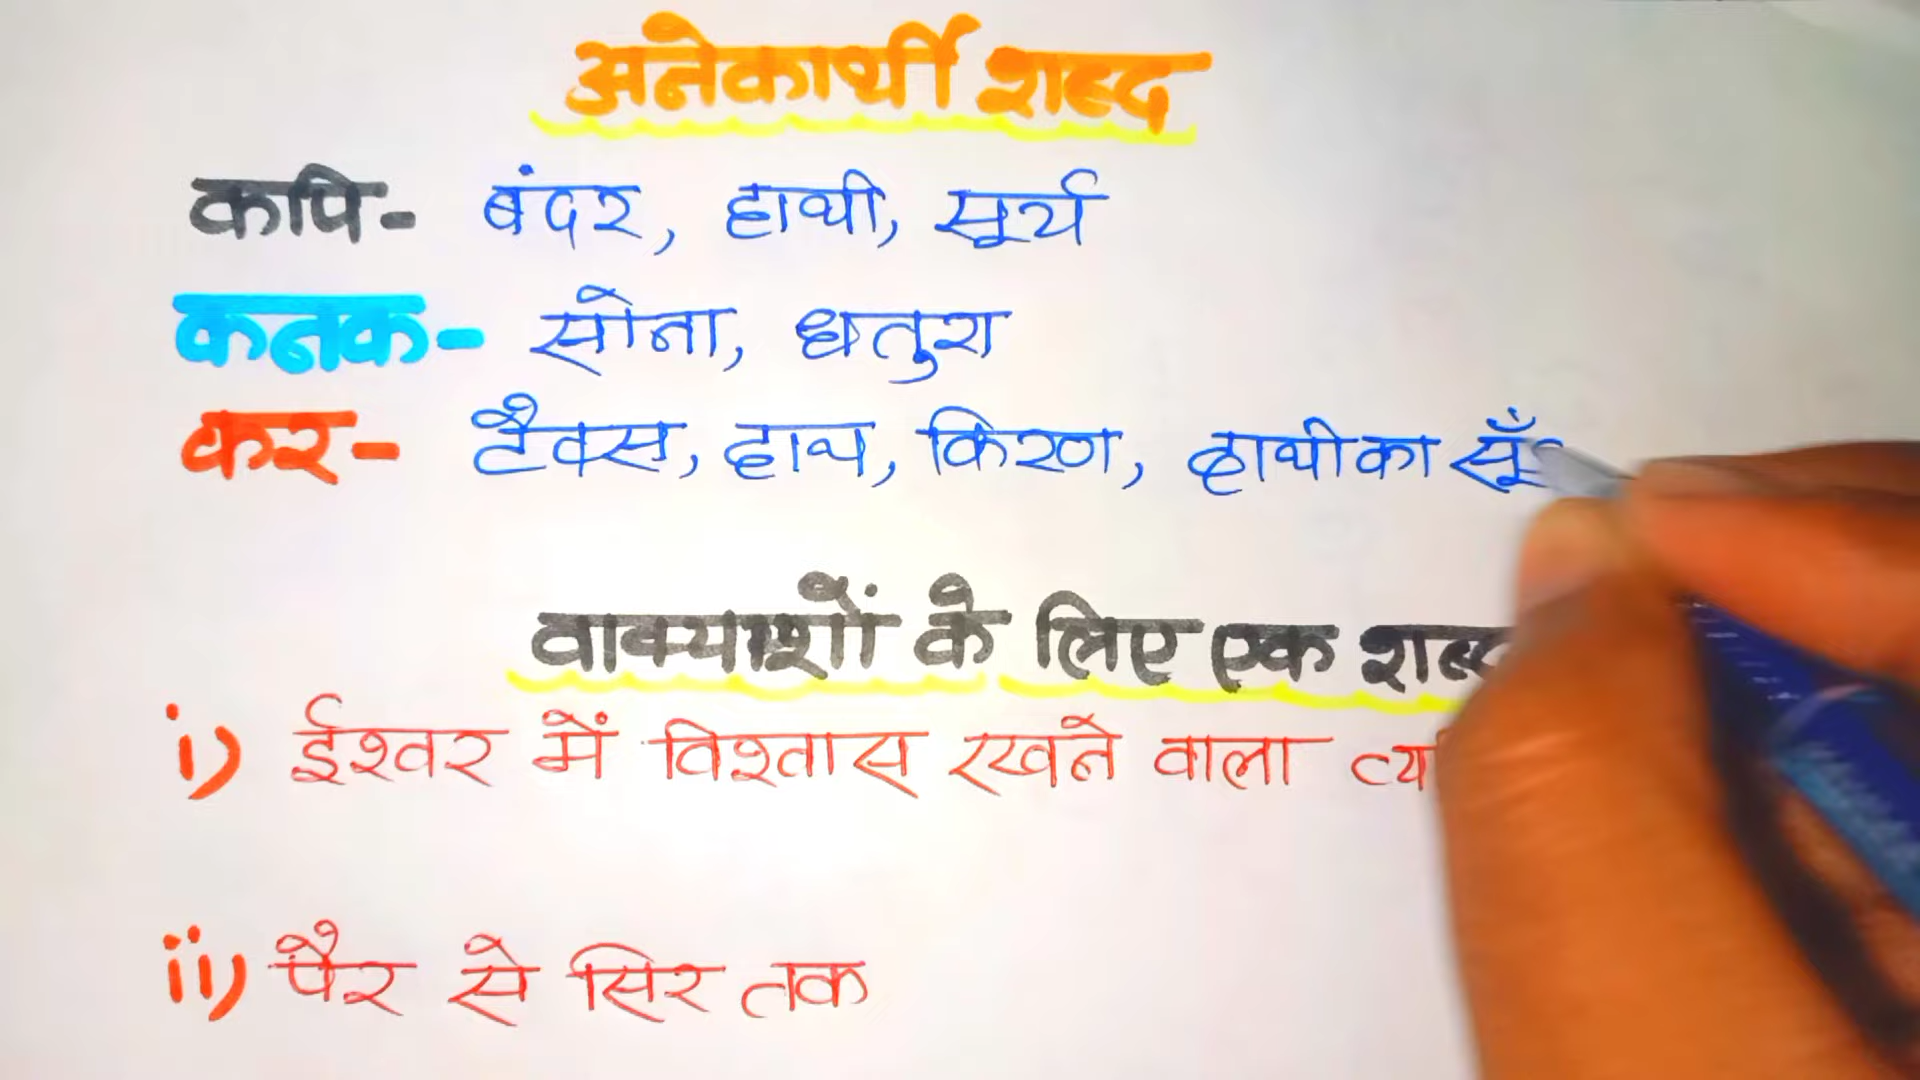 अनेकार्थी शब्द
कपि- बंदर, हाथी, सूर्य
कनक- सोना, धतुरा
कर- टैक्स, हाथ, किरण, हाथी का
वाक्याशों के लिए एक शब्द
i) ईश्वर में विश्वास रखने वाला
ii) पैर से सिर तक